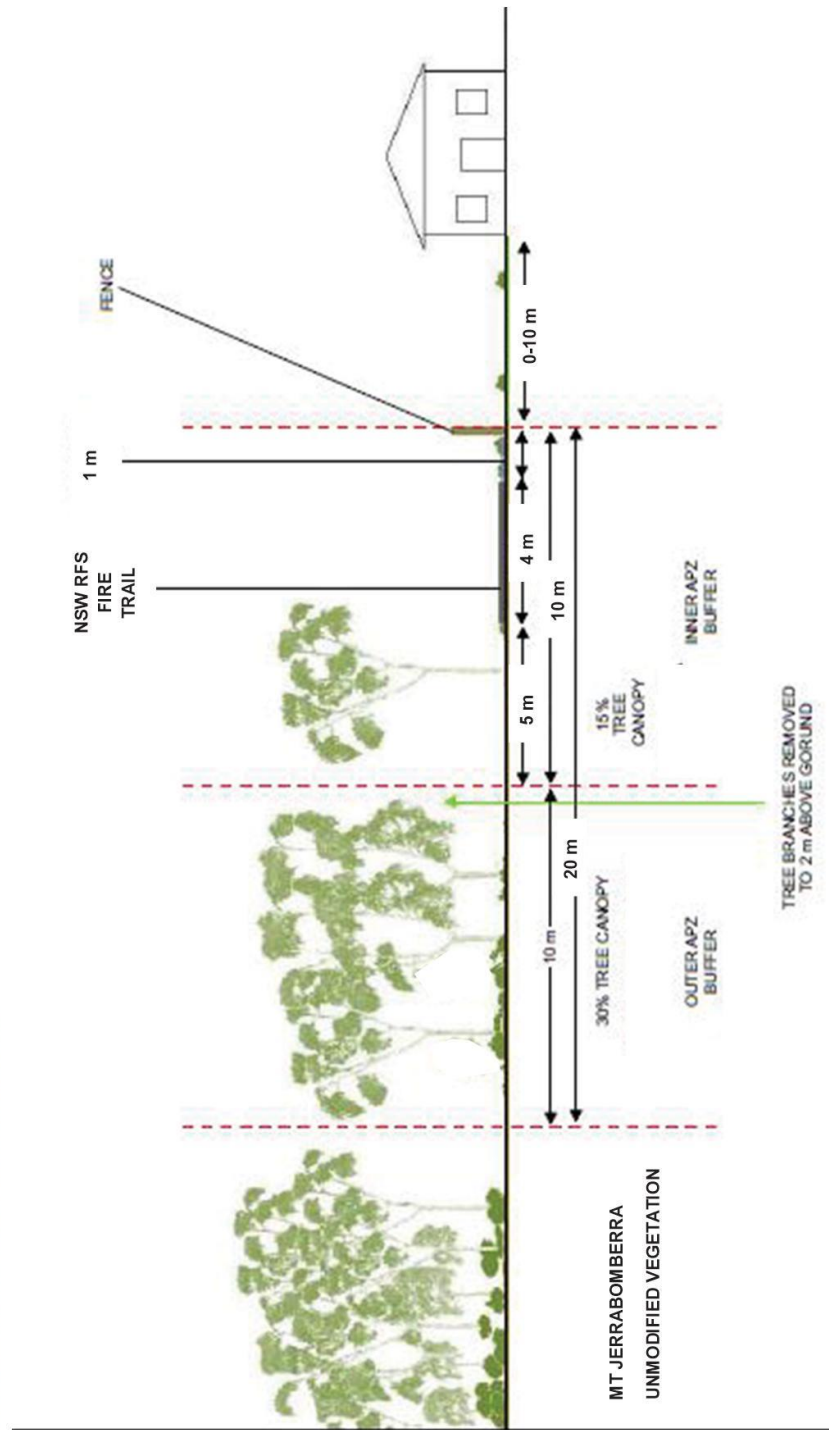 FENCE
1 m
NSW RFS
FIRE
TRAIL
0-10 m
4 m
5 m
10 m
20 m
10 m
15%
TREE
CANOPY
30% TREE CANOPY
INNER APZ
BUFFER
OUTER APZ
BUFFER
TREE BRANCHES REMOVED
TO 2 m ABOVE GORUND
MT JERRABOMBERRA
UNMODIFIED VEGETATION